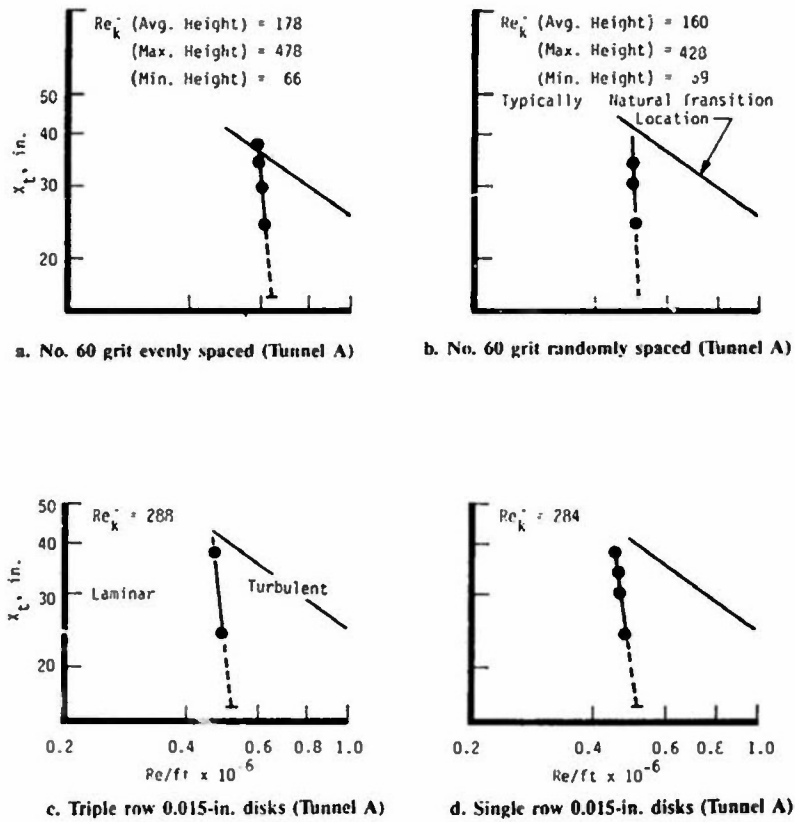 Re_k^- (Avg. Height) = 178
(Max. Height) = 478
(Min. Height) = 66
50
40
30
20
X_t, in.
a. No. 60 grit evenly spaced (Tunnel A)
Re_k^- (Avg. Height) = 160
(Max. Height) = 428
(Min. Height) =
Typically Natural Transition
Location
b. No. 60 grit randomly spaced (Tunnel A)
50
40
30
20
X_t, in.
Re_k^- = 288
Laminar
Turbulent
0.2 0.4 0.6 0.8 1.0
Re/ft x 10^-6
c. Triple row 0.015-in. disks (Tunnel A)
Re_k^- = 284
0.2 0.4 0.6 0.8 1.0
Re/ft x 10^-6
d. Single row 0.015-in. disks (Tunnel A)